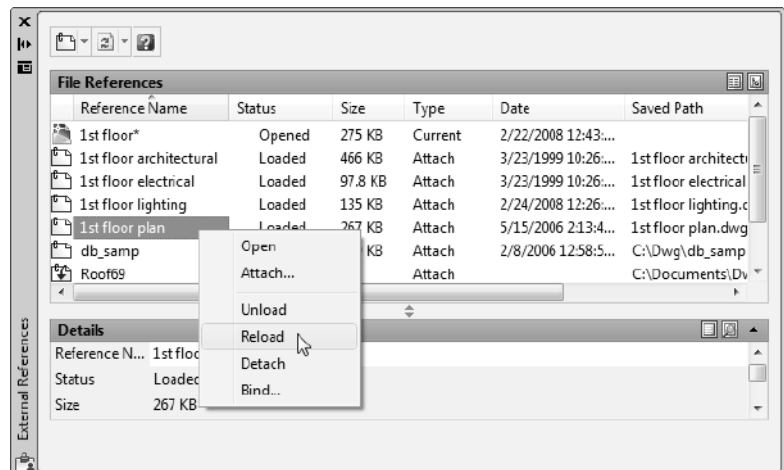 File References
Reference Name Status Size Type Date Saved Path
1st floor* Opened 275 KB Current 2/22/2008 12:43:...
1st floor architectural Loaded 466 KB Attach 3/23/1999 10:26:... 1st floor architectu
1st floor electrical Loaded 97.8 KB Attach 3/23/1999 10:26:... 1st floor electrical
1st floor lighting Loaded 135 KB Attach 2/24/2008 12:26:... 1st floor lighting.d
1st floor plan Loaded 267 KB Attach 5/15/2006 2:13:4... 1st floor plan.dwg
db_samp KB Attach 2/8/2006 12:58:5... C:\Dwg\db_samp
Roof69 Attach C:\Documents\Dw
Open
Attach...
Unload
Reload
Detach
Bind...
Details
Reference N... 1st floo
Status Loaded
Size 267 KB
External References